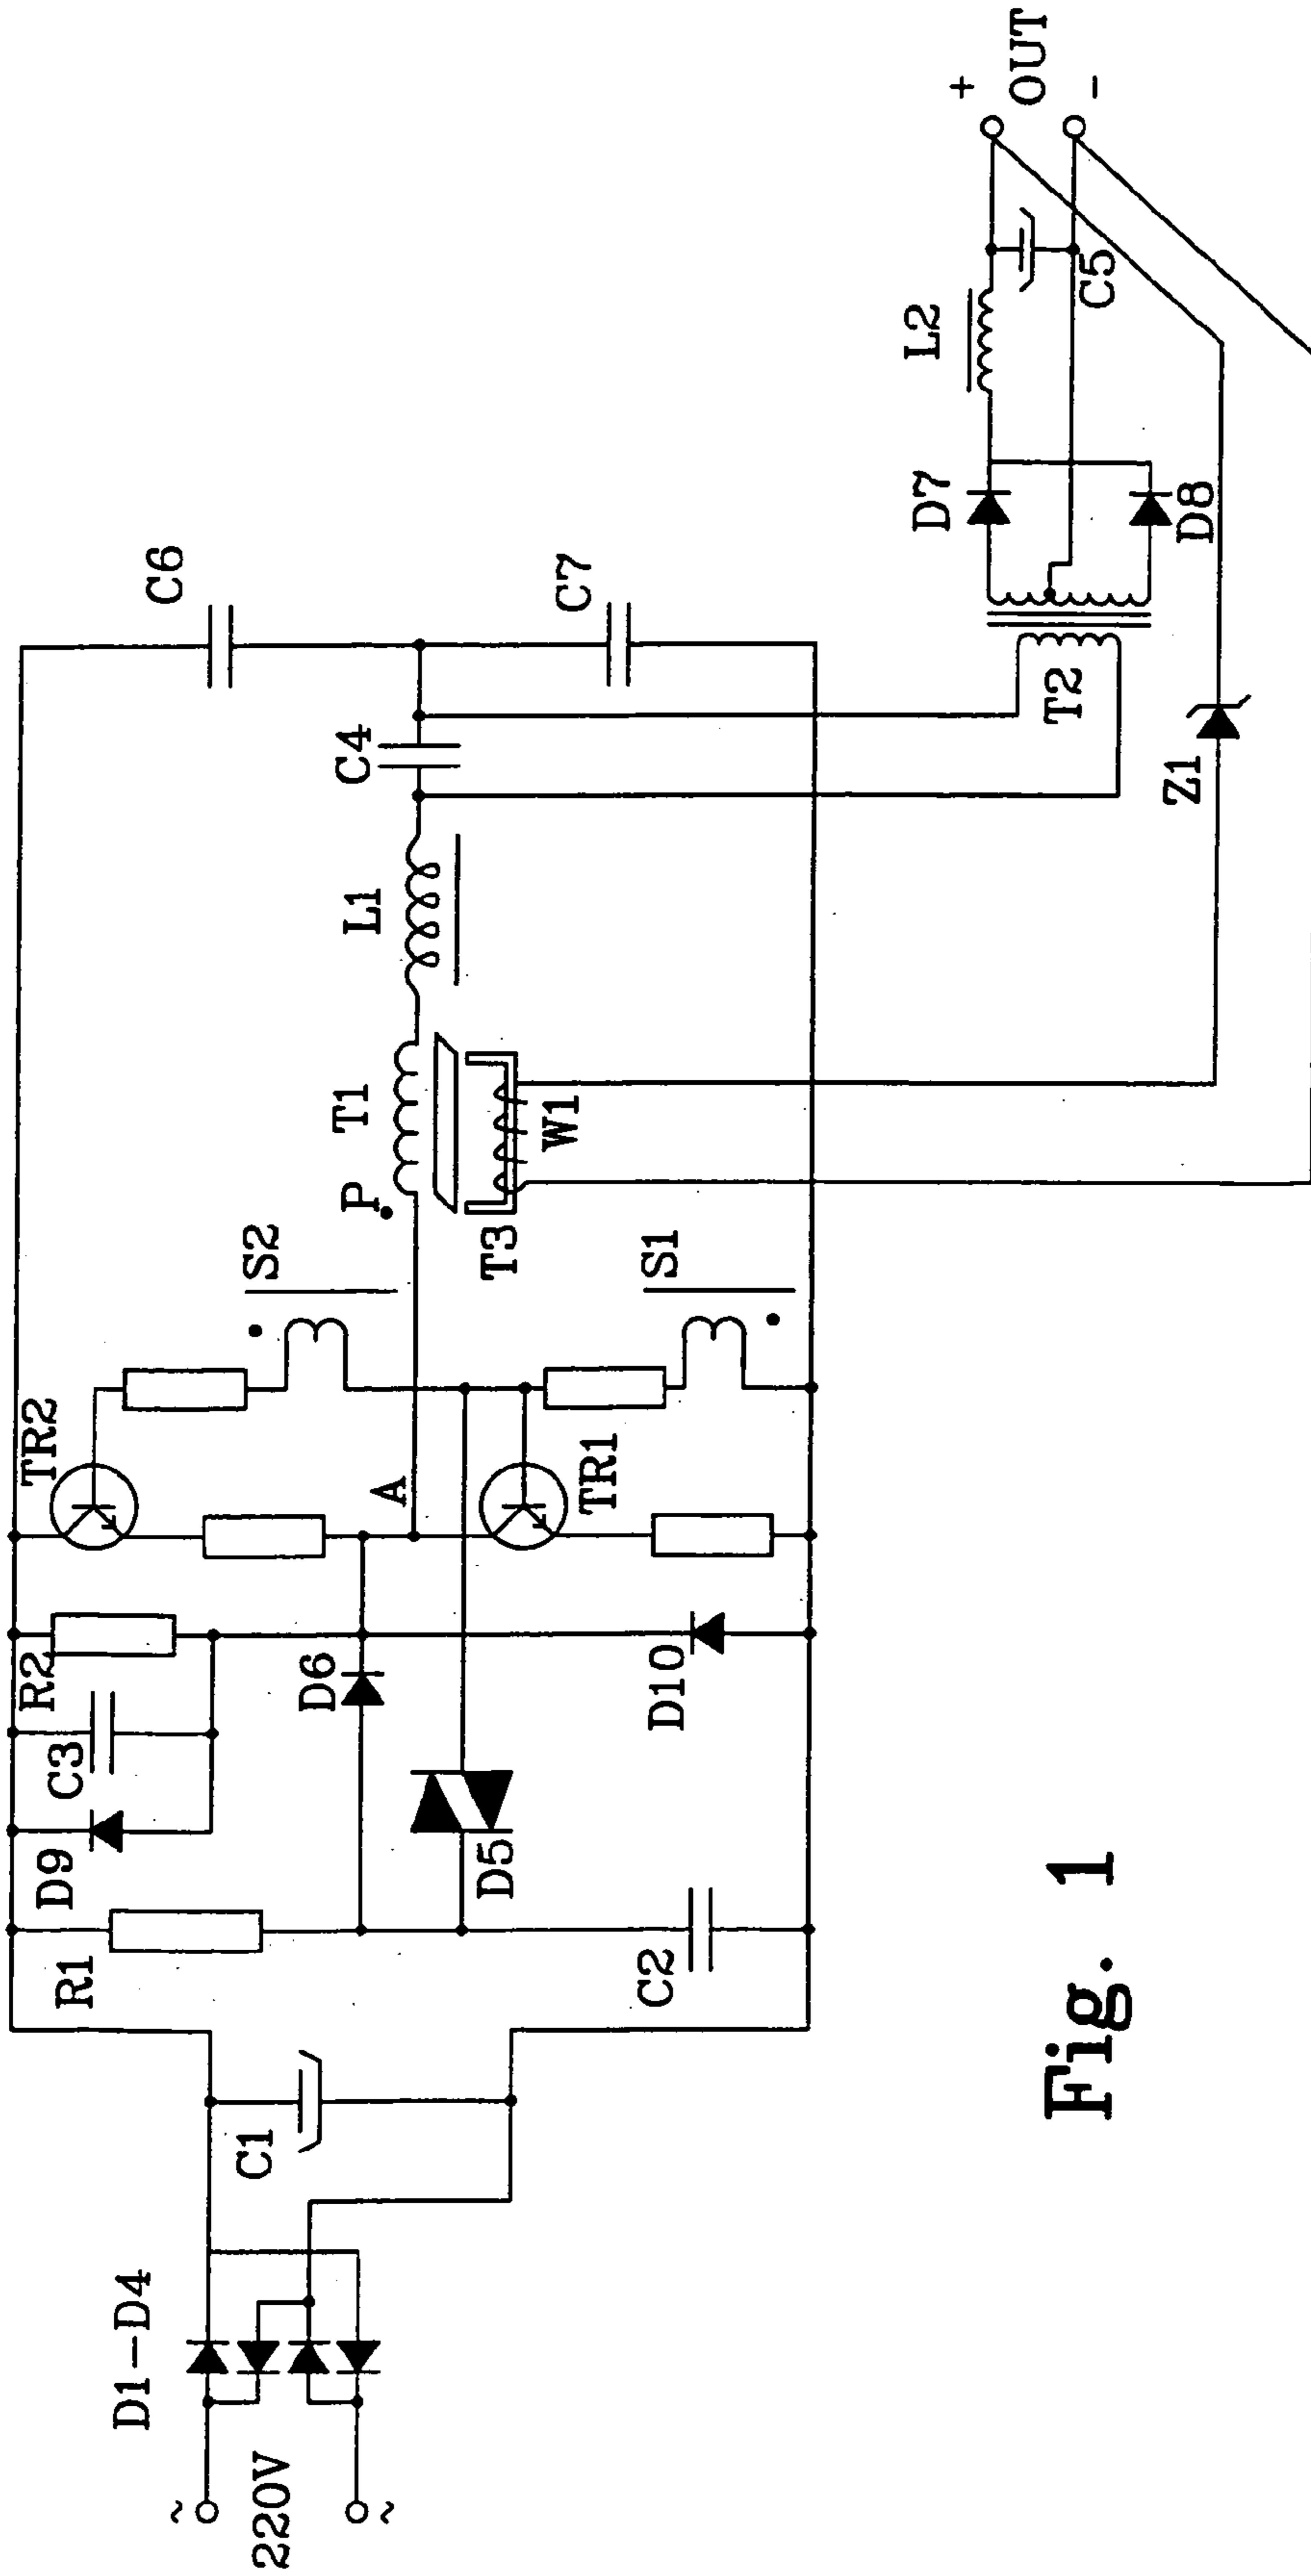 D1-D4
~
220V
~
C1
R1
C2
D9
C3
R2
D5
D6
D10
TR2
A
TR1
S2
S1
P
T1
T3
W1
L1
C4
C6
C7
T2
Z1
D7
D8
L2
C5
+
OUT
-
Fig. 1